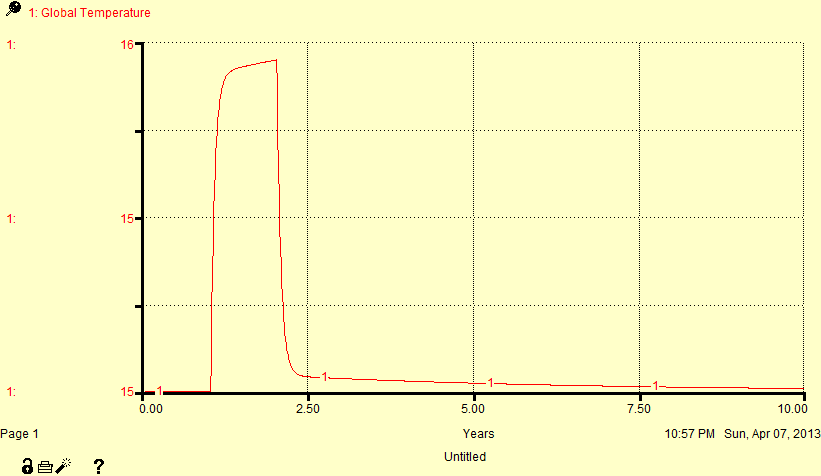 1: Global Temperature
1: 16
1: 15
1: 15
1 1 1 1
0.00 2.50 5.00 7.50 10.00
Page 1 Years 10:57 PM Sun, Apr 07, 2013
Untitled
?